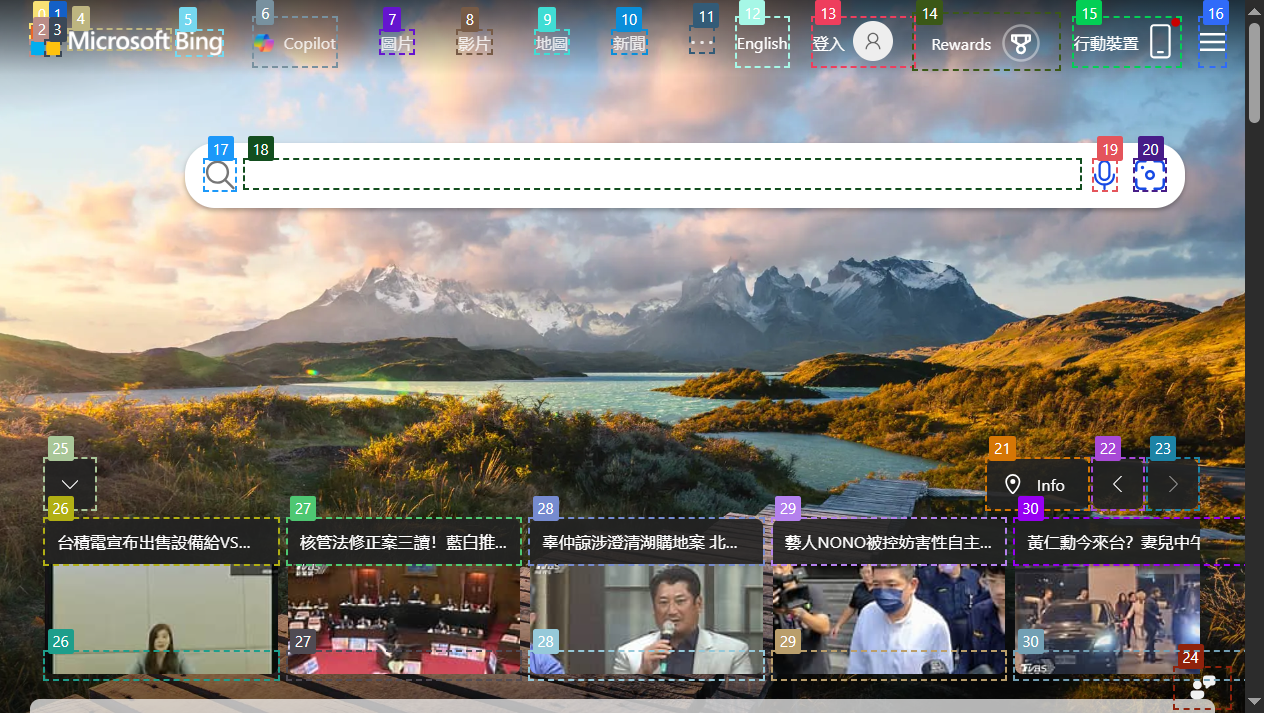 0 1 4 5 6 7 8 9 10 11 12 13 14 15 16
2 3 Microsoft Bing Copilot 圖片 影片 地圖 新聞 ... English 登入 Rewards 行動裝置
17 18 19 20
25 21 22 23
Info
26 27 28 29 30
台積電宣布出售設備給VS... 核管法修正案三讀！藍白推... 辜仲諒涉澄清湖購地案 北... 藝人NONO被控妨害性自主... 黃仁勳今來台？妻兒中午
26 27 28 29 30
TVBS
24